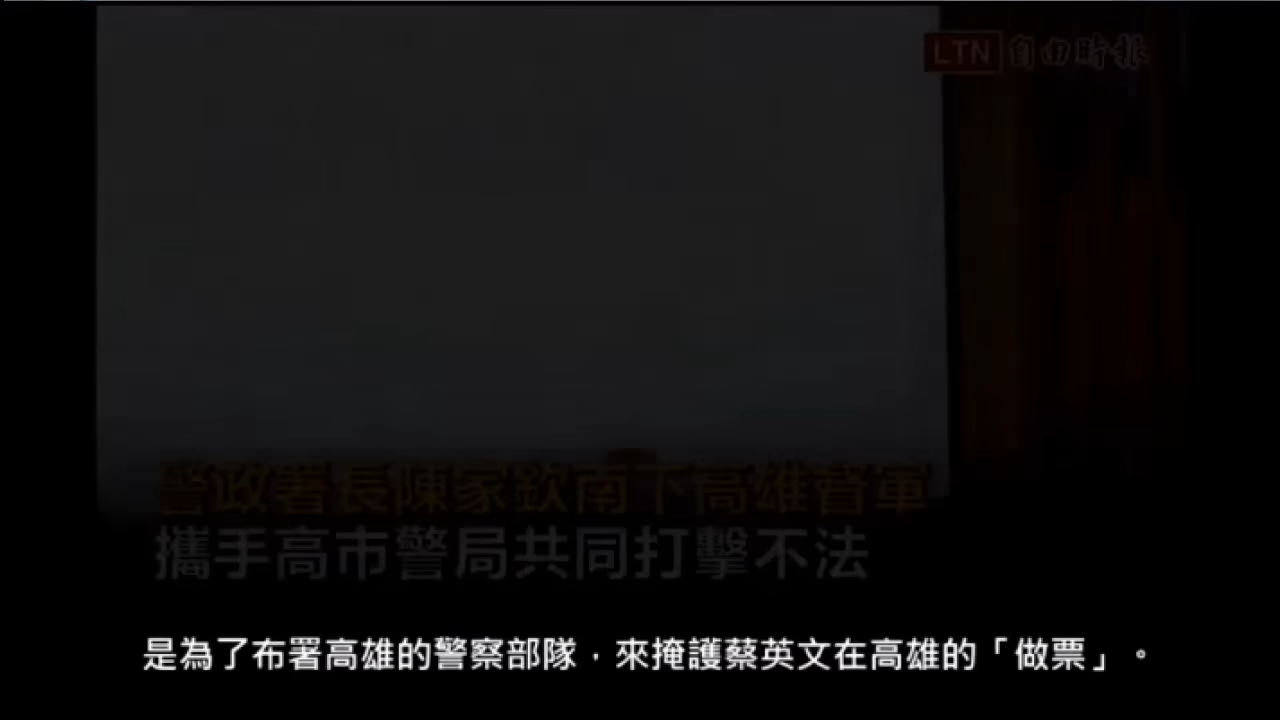 LTN 自由時報
警政署長陳家欽南下高雄督軍
攜手高市警局共同打擊不法
是為了布署高雄的警察部隊，來掩護蔡英文在高雄的「做票」。